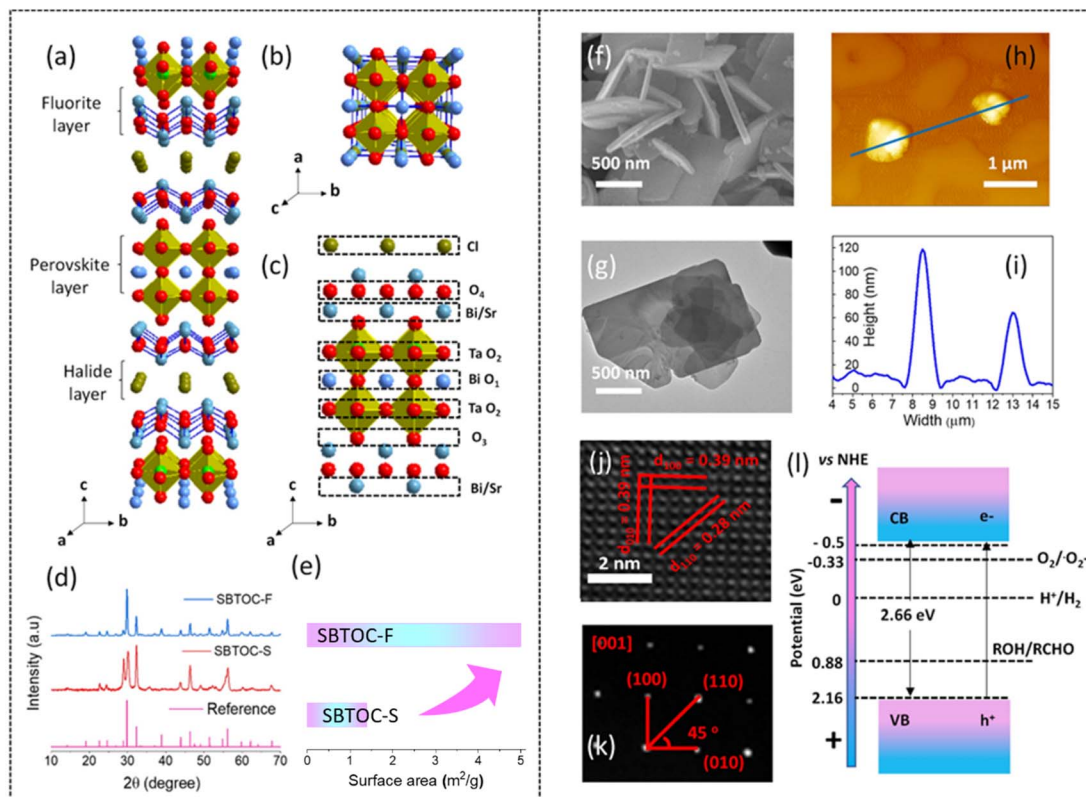 (a)
Fluorite
layer
Perovskite
layer
Halide
layer
c
b
a
(b)
a
b
c
(c)
Cl
O4
Bi/Sr
Ta O2
Bi O1
Ta O2
O3
Bi/Sr
c
b
a
(d)
SBTOC-F
SBTOC-S
Reference
Intensity (a.u)
10 20 30 40 50 60 70
2θ (degree)
(e)
SBTOC-F
SBTOC-S
0 1 2 3 4 5
Surface area (m²/g)
(f)
500 nm
(g)
500 nm
(h)
1 μm
(i)
Height (nm)
120
100
80
60
40
20
0
4 5 6 7 8 9 10 11 12 13 14 15
Width (μm)
(j)
d100 = 0.39 nm
d010 = 0.39 nm
d110 = 0.28 nm
2 nm
(k)
[001]
(100)
(110)
45 °
(010)
(l)
vs NHE
−
Potential (eV)
+
CB e-
- 0.5
-0.33
O2/·O2-
0
H⁺/H2
2.66 eV
ROH/RCHO
0.88
2.16
VB h⁺